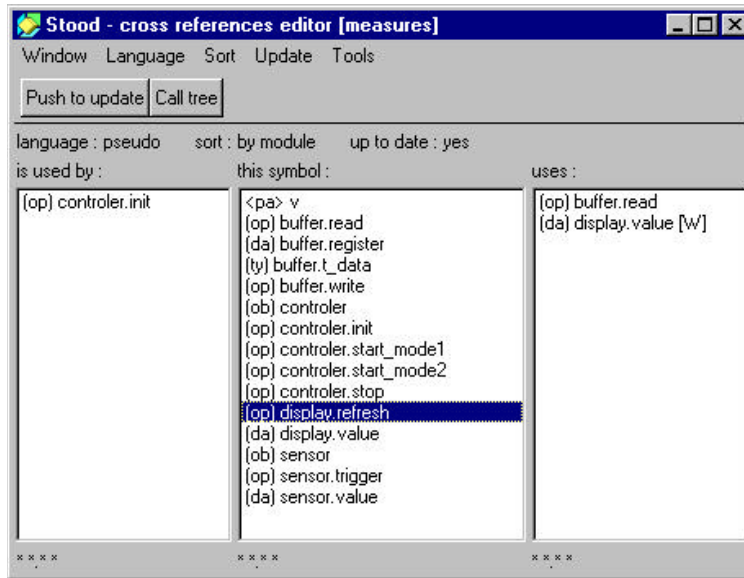 Stood - cross references editor [measures]
Window Language Sort Update Tools
Push to update Call tree
language : pseudo sort : by module up to date : yes
is used by : this symbol : uses :
(op) controler.init
<pa> v
(op) buffer.read
(da) buffer.register
(ty) buffer.t_data
(op) buffer.write
(ob) controler
(op) controler.init
(op) controler.start_mode1
(op) controler.start_mode2
(op) controler.stop
(op) display.refresh
(da) display.value
(ob) sensor
(op) sensor.trigger
(da) sensor.value
(op) buffer.read
(da) display.value [W]
**.** **.** **.**